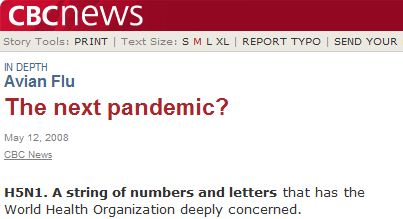 CBCnews
Story Tools: PRINT | Text Size: S M L XL | REPORT TYPO | SEND YOUR
IN DEPTH
Avian Flu
The next pandemic?
May 12, 2008
CBC News
H5N1. A string of numbers and letters that has the
World Health Organization deeply concerned.